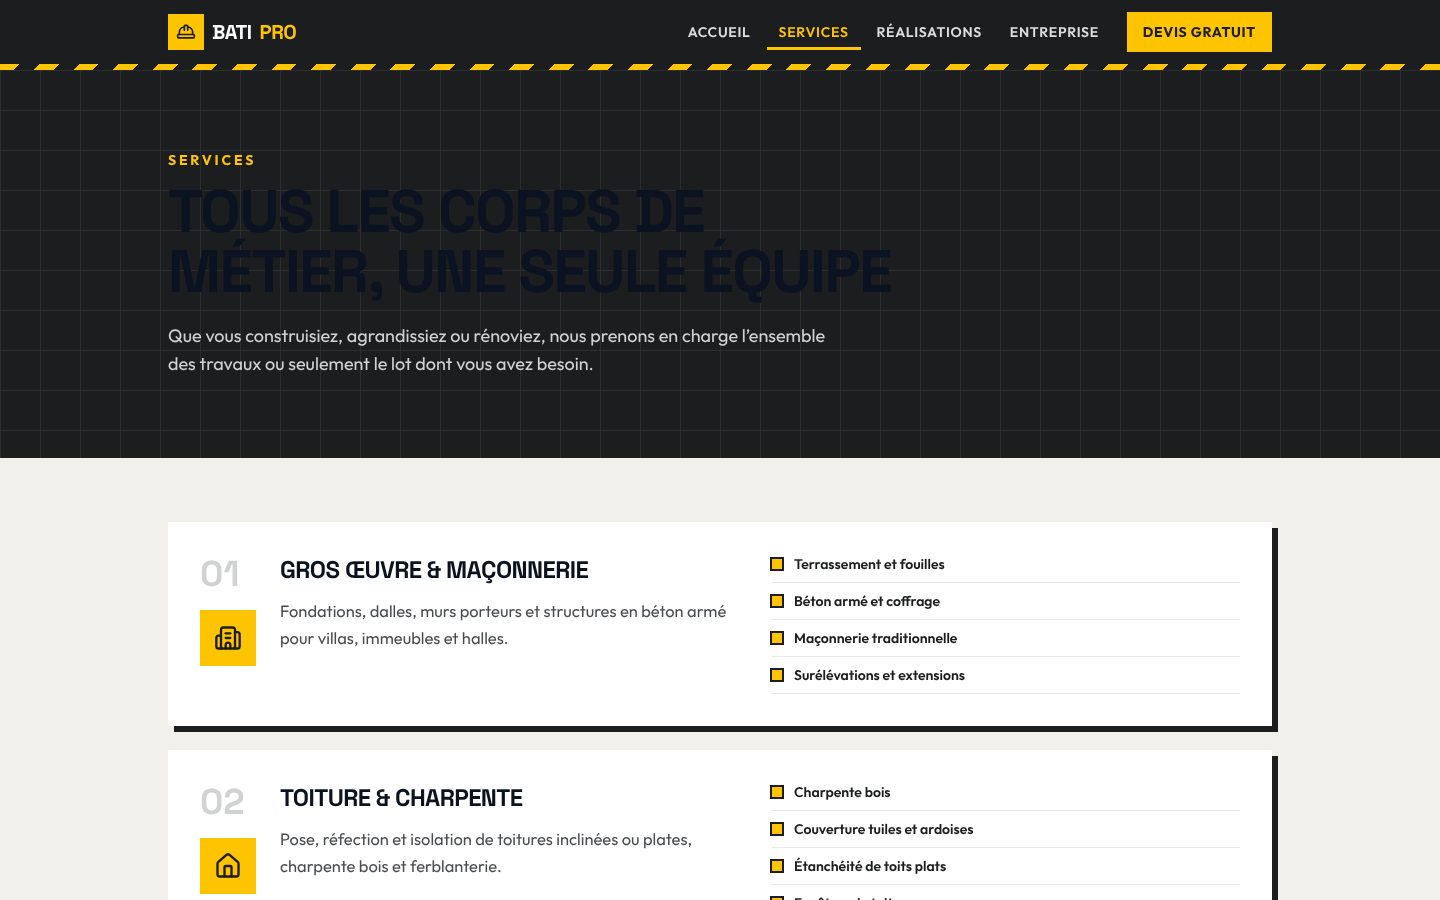 BATI PRO
ACCUEIL SERVICES RÉALISATIONS ENTREPRISE DEVIS GRATUIT
SERVICES
TOUS LES CORPS DE
MÉTIER, UNE SEULE ÉQUIPE
Que vous construisiez, agrandissiez ou rénoviez, nous prenons en charge l’ensemble
des travaux ou seulement le lot dont vous avez besoin.
01
GROS ŒUVRE & MAÇONNERIE
Fondations, dalles, murs porteurs et structures en béton armé
pour villas, immeubles et halles.
Terrassement et fouilles
Béton armé et coffrage
Maçonnerie traditionnelle
Surélévations et extensions
02
TOITURE & CHARPENTE
Pose, réfection et isolation de toitures inclinées ou plates,
charpente bois et ferblanterie.
Charpente bois
Couverture tuiles et ardoises
Étanchéité de toits plats